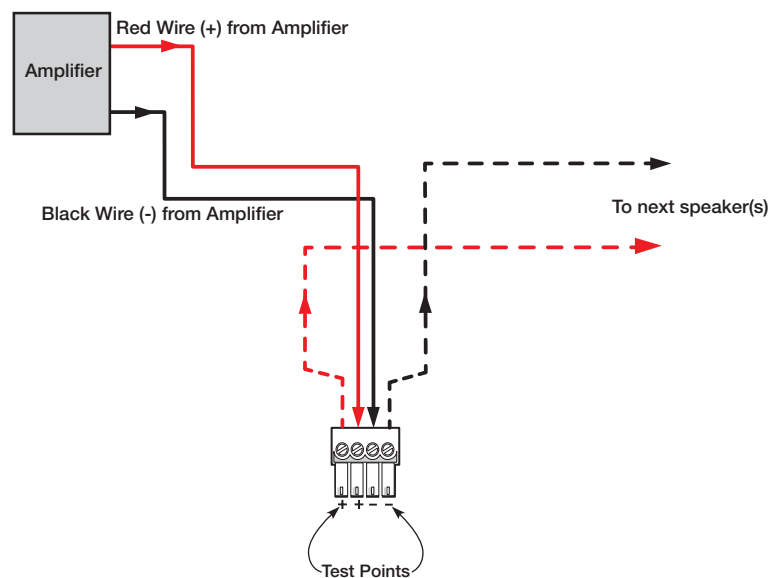 Red Wire (+) from Amplifier
Amplifier
Black Wire (-) from Amplifier
To next speaker(s)
+ + - -
Test Points